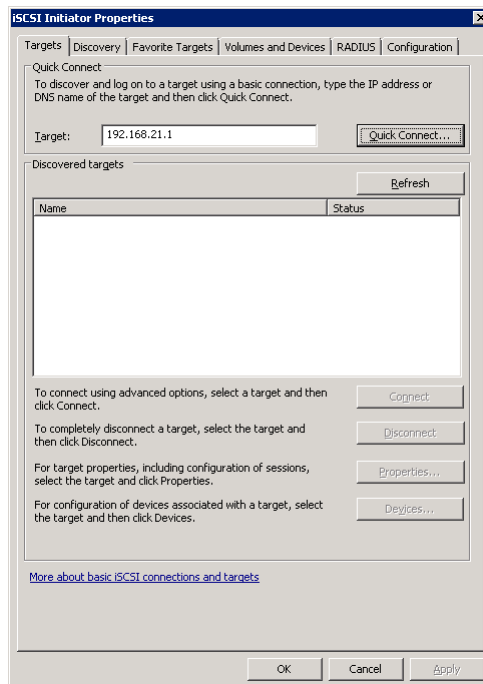 iSCSI Initiator Properties
Targets Discovery Favorite Targets Volumes and Devices RADIUS Configuration
Quick Connect
To discover and log on to a target using a basic connection, type the IP address or
DNS name of the target and then click Quick Connect.
Target: 192.168.21.1 Quick Connect...
Discovered targets
Refresh
Name Status
To connect using advanced options, select a target and then
click Connect.
Connect
To completely disconnect a target, select the target and
then click Disconnect.
Disconnect
For target properties, including configuration of sessions,
select the target and click Properties.
Properties...
For configuration of devices associated with a target, select
the target and then click Devices.
Devices...
More about basic iSCSI connections and targets
OK Cancel Apply